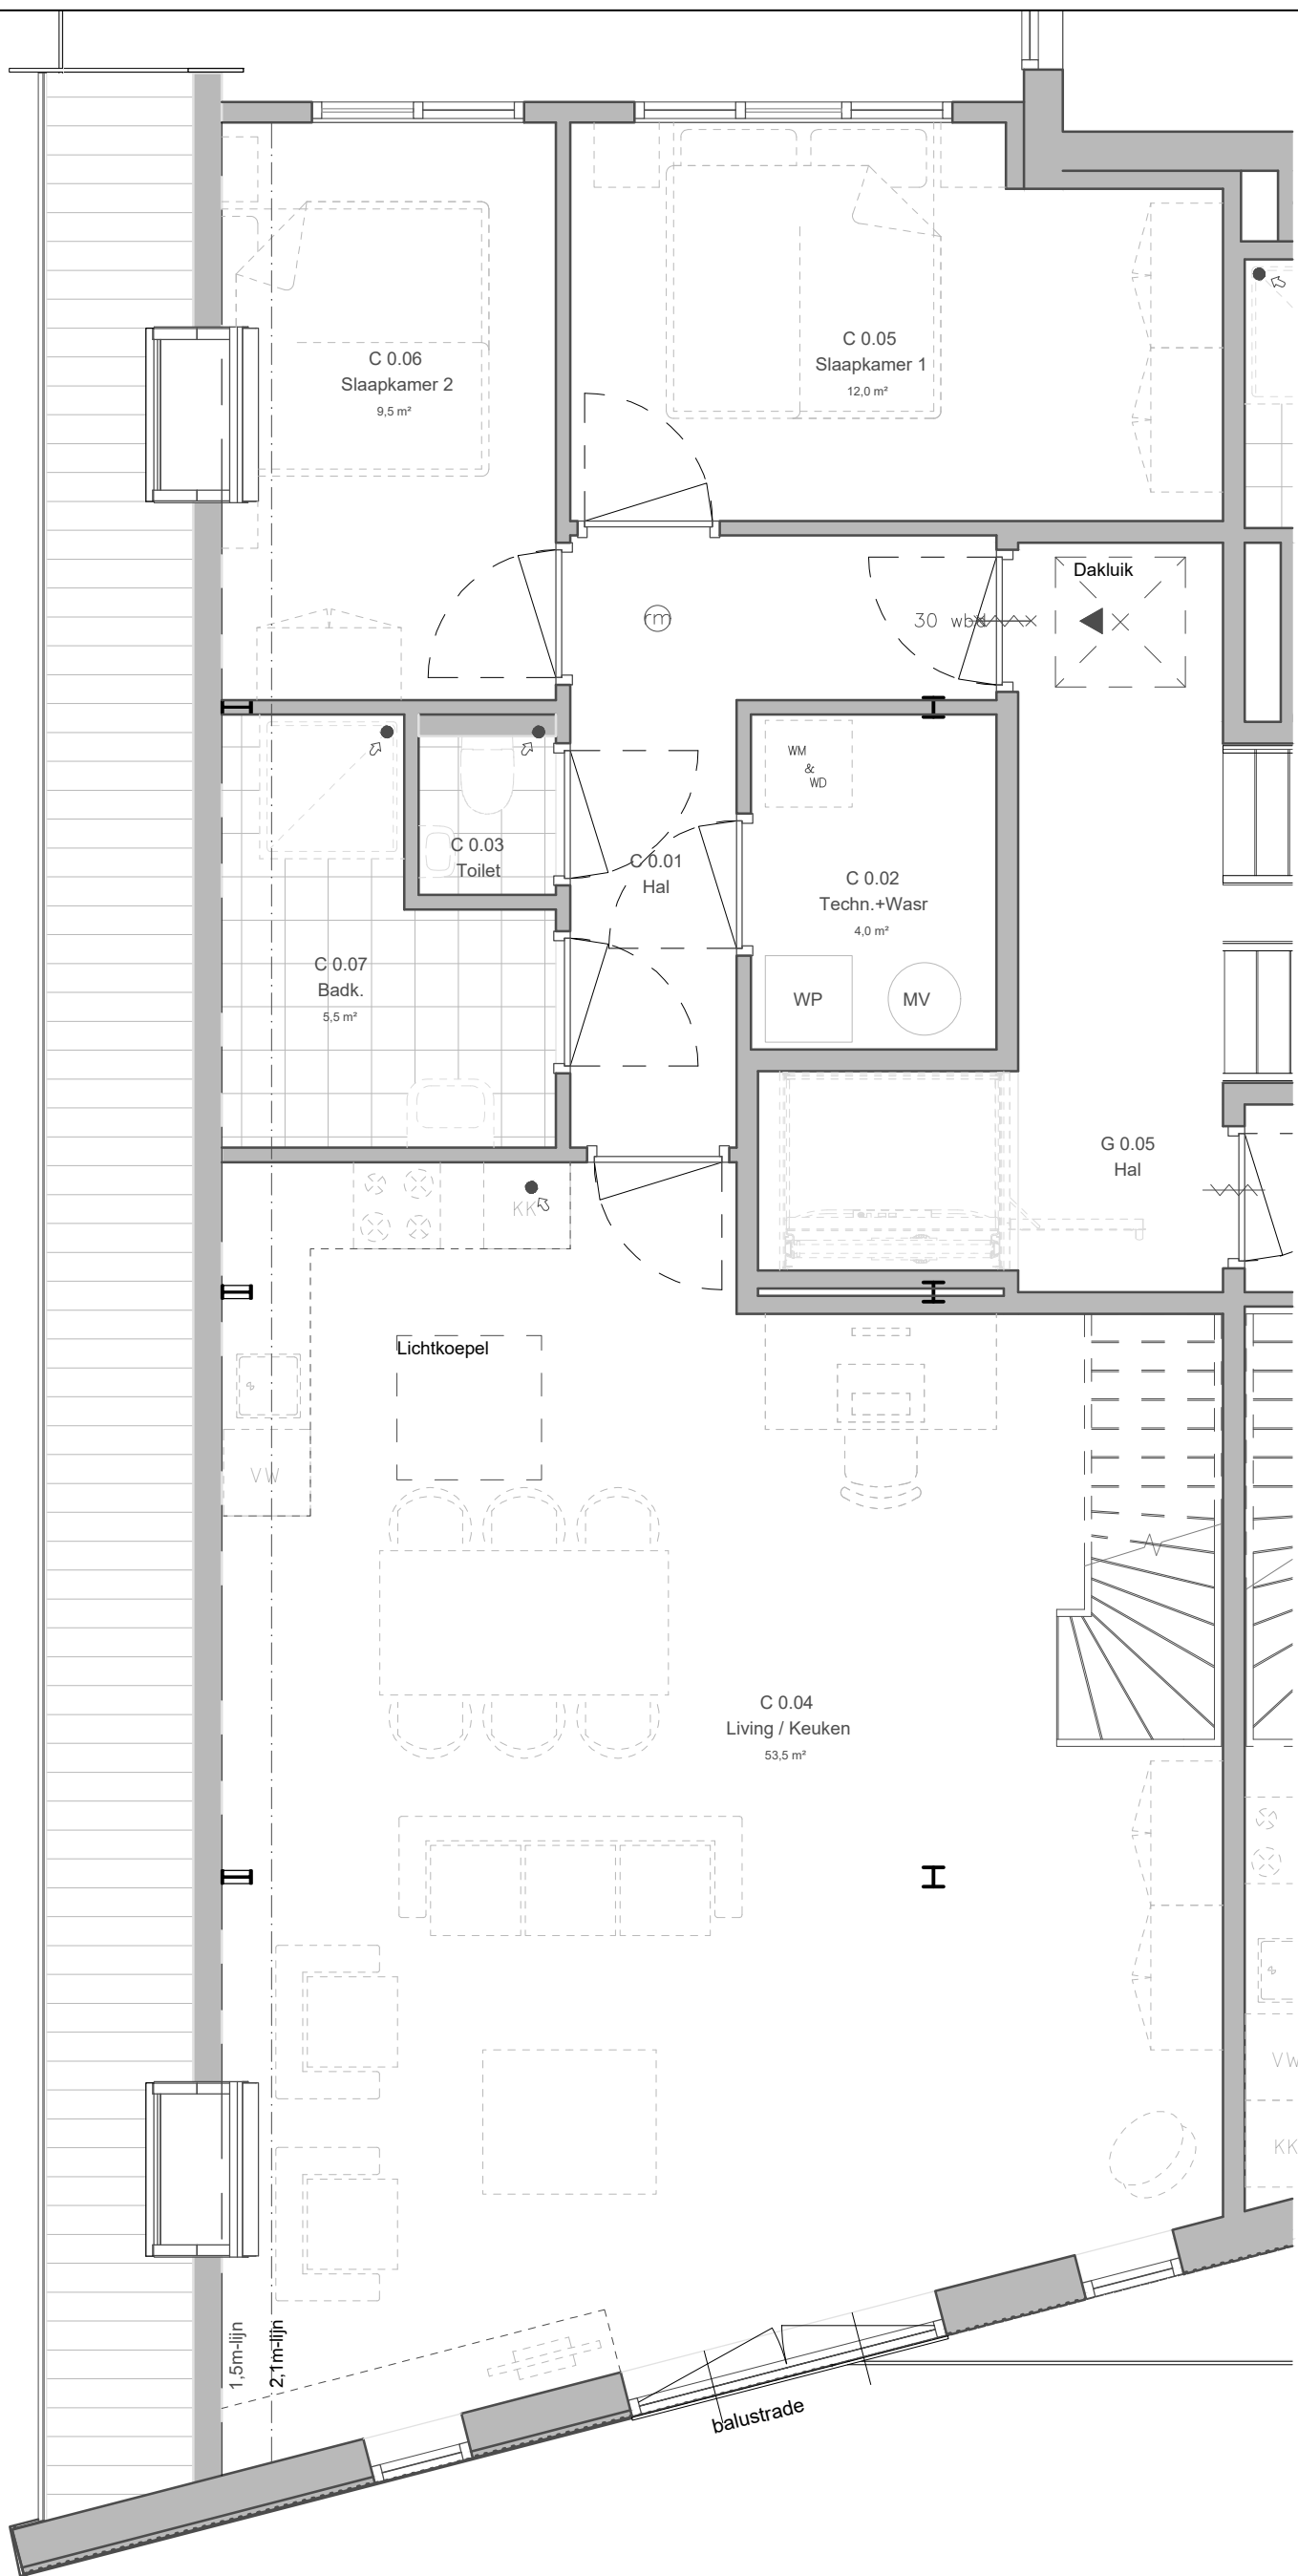 C 0.06
Slaapkamer 2
9,5 m²
C 0.05
Slaapkamer 1
12,0 m²
Dakluik
rm
30 wbd
WM
&
WD
C 0.03
Toilet
C 0.01
Hal
C 0.02
Techn.+Wasr
4,0 m²
C 0.07
Badk.
5,5 m²
WP
MV
G 0.05
Hal
KK
Lichtkoepel
VW
C 0.04
Living / Keuken
53,5 m²
VW
KK
1,5m-lijn
2,1m-lijn
balustrade